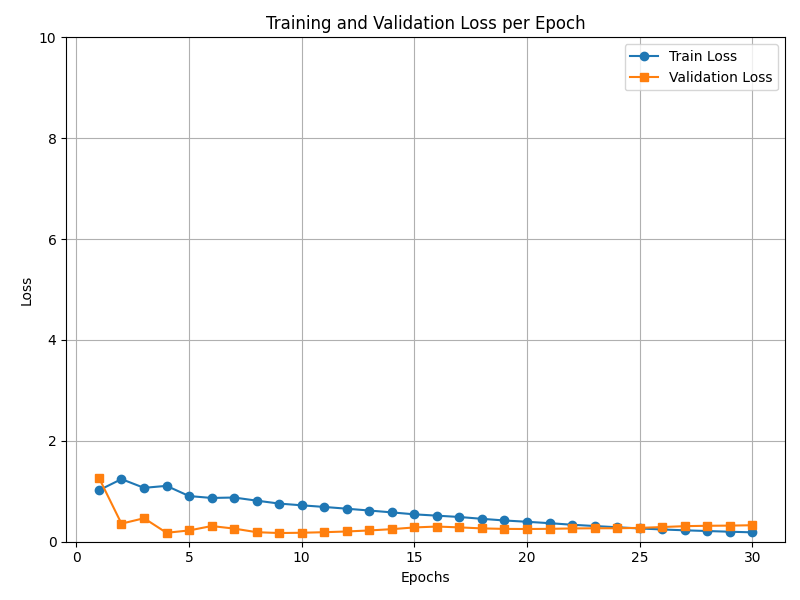 Training and Validation Loss per Epoch
Train Loss
Validation Loss
10
8
6
4
2
0
Loss
0 5 10 15 20 25 30
Epochs